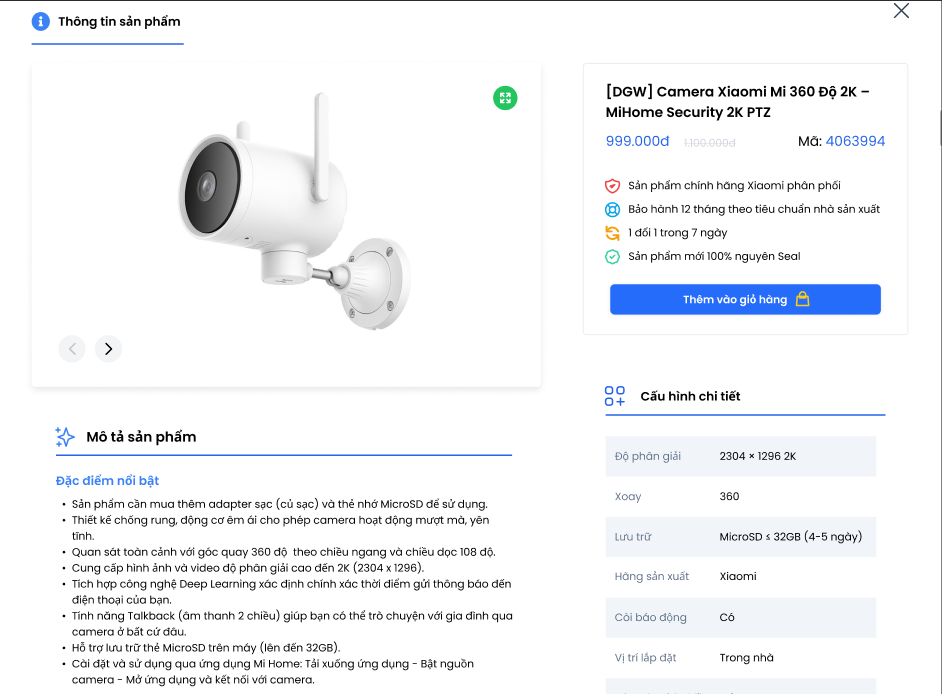 Thông tin sản phẩm
[DGW] Camera Xiaomi Mi 360 Độ 2K –
MiHome Security 2K PTZ
999.000đ 1.100.000đ Mã: 4063994
Sản phẩm chính hãng Xiaomi phân phối
Bảo hành 12 tháng theo tiêu chuẩn nhà sản xuất
1 đổi 1 trong 7 ngày
Sản phẩm mới 100% nguyên Seal
Thêm vào giỏ hàng
Mô tả sản phẩm
Đặc điểm nổi bật
• Sản phẩm cần mua thêm adapter sạc (củ sạc) và thẻ nhớ MicroSD để sử dụng.
• Thiết kế chống rung, động cơ êm ái cho phép camera hoạt động mượt mà, yên
tĩnh.
• Quan sát toàn cảnh với góc quay 360 độ theo chiều ngang và chiều dọc 108 độ.
• Cung cấp hình ảnh và video độ phân giải cao đến 2K (2304 x 1296).
• Tích hợp công nghệ Deep Learning xác định chính xác thời điểm gửi thông báo đến
điện thoại của bạn.
• Tính năng Talkback (âm thanh 2 chiều) giúp bạn có thể trò chuyện với gia đình qua
camera ở bất cứ đâu.
• Hỗ trợ lưu trữ thẻ MicroSD trên máy (lên đến 32GB).
• Cài đặt và sử dụng qua ứng dụng Mi Home: Tải xuống ứng dụng - Bật nguồn
camera - Mở ứng dụng và kết nối với camera.
Cấu hình chi tiết
Độ phân giải 2304 × 1296 2K
Xoay 360
Lưu trữ MicroSD ≤ 32GB (4-5 ngày)
Hãng sản xuất Xiaomi
Còi báo động Có
Vị trí lắp đặt Trong nhà